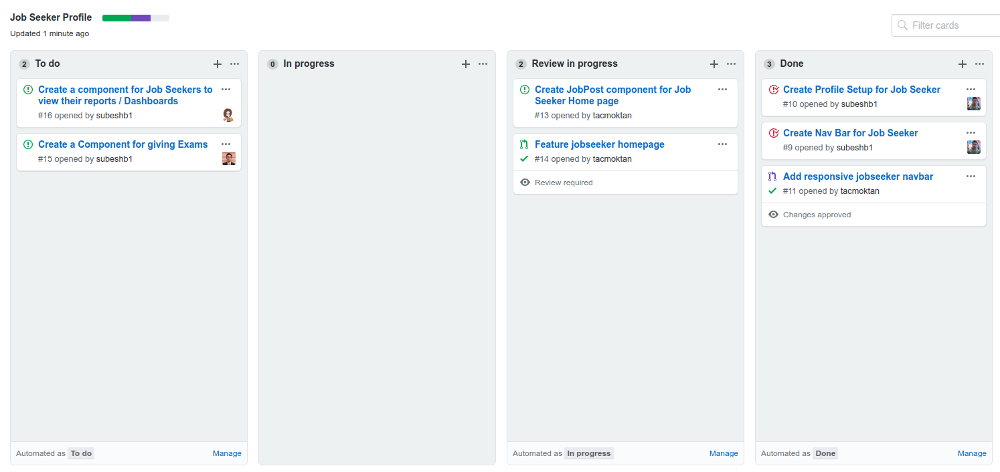 Job Seeker Profile
Updated 1 minute ago
Filter cards
2 To do
Create a component for Job Seekers to
view their reports / Dashboards
#16 opened by subeshb1
Create a Component for giving Exams
#15 opened by subeshb1
Automated as To do Manage
0 In progress
2 Review in progress
Create JobPost component for Job
Seeker Home page
#13 opened by tacmoktan
Feature jobseeker homepage
#14 opened by tacmoktan
Review required
Automated as In progress Manage
3 Done
Create Profile Setup for Job Seeker
#10 opened by subeshb1
Create Nav Bar for Job Seeker
#9 opened by subeshb1
Add responsive jobseeker navbar
#11 opened by tacmoktan
Changes approved
Automated as Done Manage